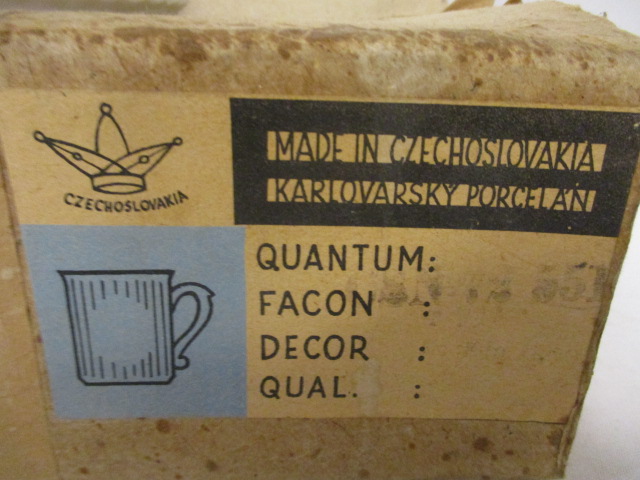 CZECHOSLOVAKIA
MADE IN CZECHOSLOVAKIA
KARLOVARSKÝ PORCELÁN
QUANTUM:
FACON :
DECOR :
QUAL. :